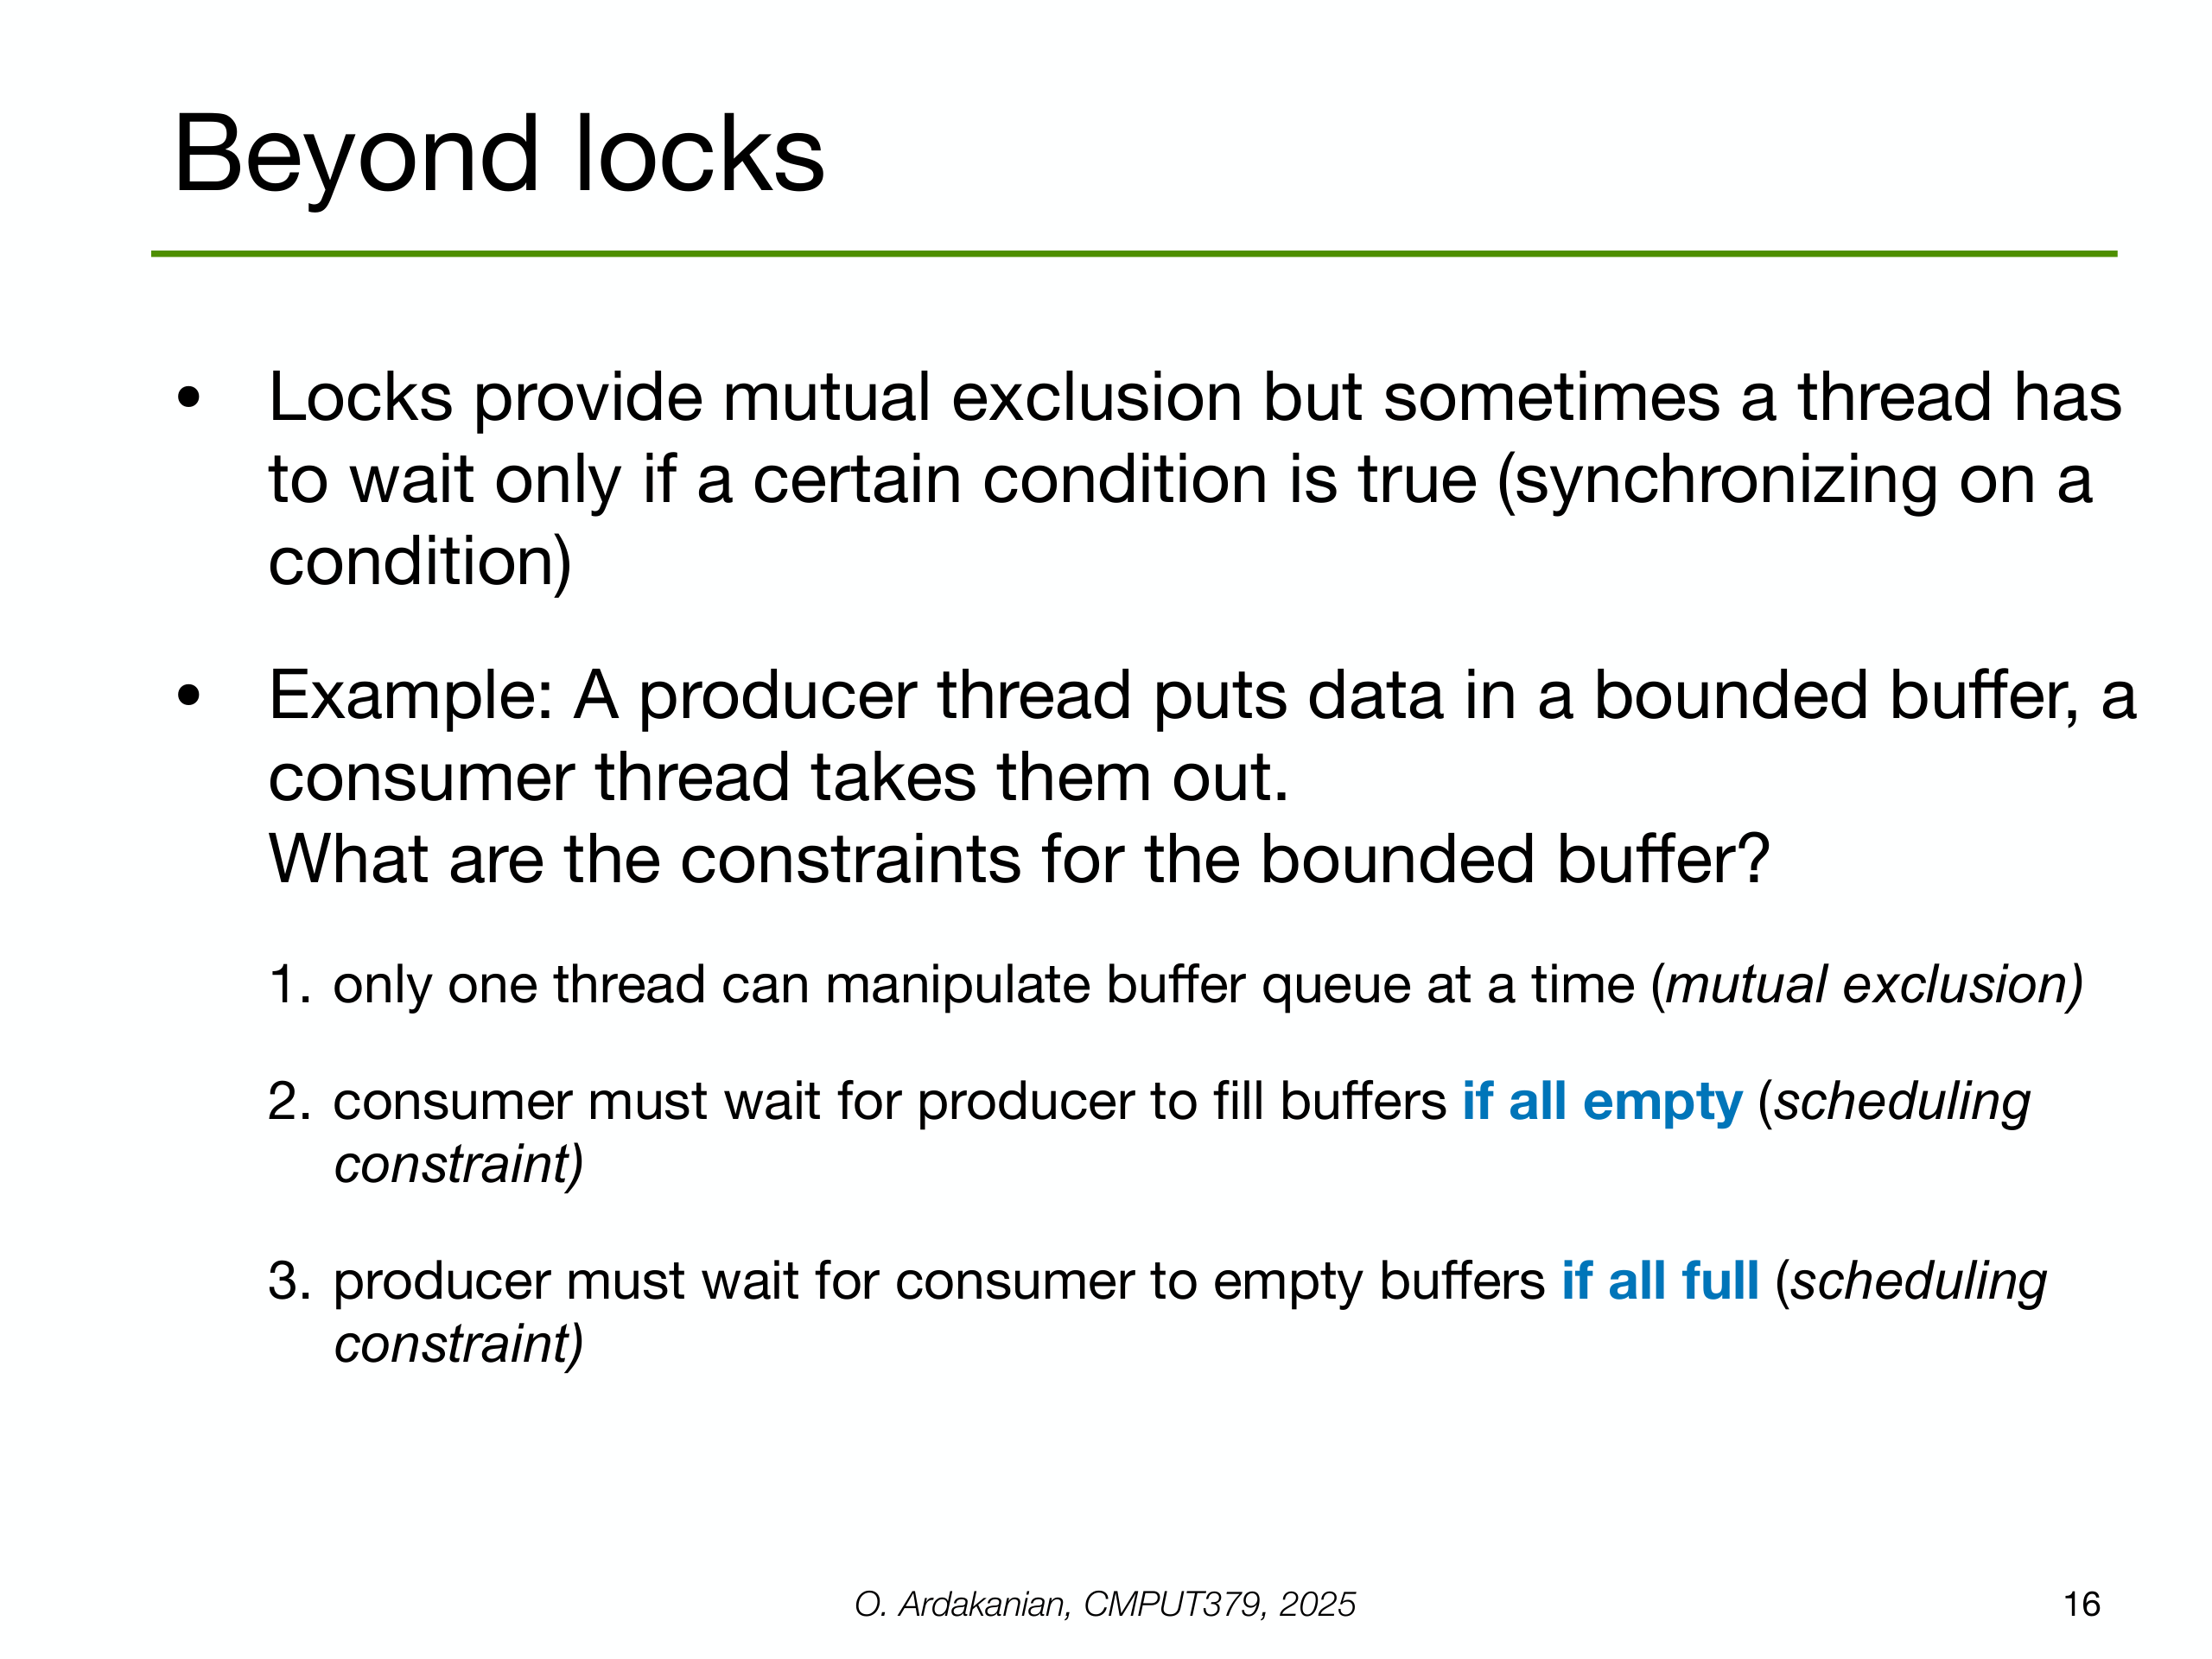 Beyond locks
• Locks provide mutual exclusion but sometimes a thread has
to wait only if a certain condition is true (synchronizing on a
condition)
• Example: A producer thread puts data in a bounded buffer, a
consumer thread takes them out.
What are the constraints for the bounded buffer?
1. only one thread can manipulate buffer queue at a time (mutual exclusion)
2. consumer must wait for producer to fill buffers if all empty (scheduling
constraint)
3. producer must wait for consumer to empty buffers if all full (scheduling
constraint)
O. Ardakanian, CMPUT379, 2025
16